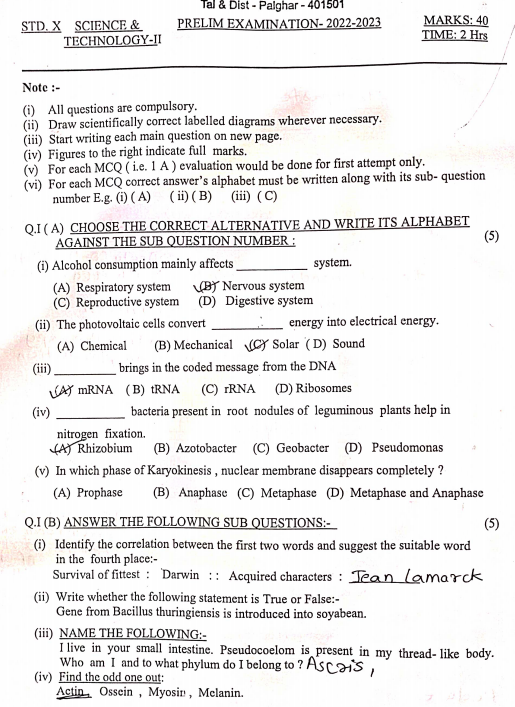 Tal & Dist - Palghar - 401501
STD. X SCIENCE & TECHNOLOGY-II
PRELIM EXAMINATION- 2022-2023
MARKS: 40
TIME: 2 Hrs
Note :-
(i) All questions are compulsory.
(ii) Draw scientifically correct labelled diagrams wherever necessary.
(iii) Start writing each main question on new page.
(iv) Figures to the right indicate full marks.
(v) For each MCQ ( i.e. 1 A ) evaluation would be done for first attempt only.
(vi) For each MCQ correct answer's alphabet must be written along with its sub- question
number E.g. (i) ( A) ( ii) ( B ) (iii) ( C)
Q.I ( A) CHOOSE THE CORRECT ALTERNATIVE AND WRITE ITS ALPHABET
AGAINST THE SUB QUESTION NUMBER : (5)
(i) Alcohol consumption mainly affects __________ system.
(A) Respiratory system (B) Nervous system
(C) Reproductive system (D) Digestive system
(ii) The photovoltaic cells convert __________ energy into electrical energy.
(A) Chemical (B) Mechanical (C) Solar ( D) Sound
(iii) __________ brings in the coded message from the DNA
(A) mRNA ( B) tRNA (C) rRNA (D) Ribosomes
(iv) __________ bacteria present in root nodules of leguminous plants help in
nitrogen fixation.
(A) Rhizobium (B) Azotobacter (C) Geobacter (D) Pseudomonas
(v) In which phase of Karyokinesis , nuclear membrane disappears completely ?
(A) Prophase (B) Anaphase (C) Metaphase (D) Metaphase and Anaphase
Q.I (B) ANSWER THE FOLLOWING SUB QUESTIONS:- (5)
(i) Identify the correlation between the first two words and suggest the suitable word
in the fourth place:-
Survival of fittest : Darwin : : Acquired characters : Jean Lamarck
(ii) Write whether the following statement is True or False:-
Gene from Bacillus thuringiensis is introduced into soyabean.
(iii) NAME THE FOLLOWING:-
I live in your small intestine. Pseudocoelom is present in my thread- like body.
Who am I and to what phylum do I belong to ?
(iv) Find the odd one out:
Actin, Ossein , Myosin , Melanin.